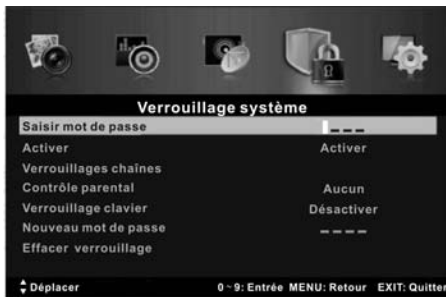 Verrouillage système
Saisir mot de passe _ _ _
Activer Activer
Verrouillages chaînes
Contrôle parental Aucun
Verrouillage clavier Désactiver
Nouveau mot de passe _ _ _ _
Effacer verrouillage
Déplacer 0~9: Entrée MENU: Retour EXIT: Quitter